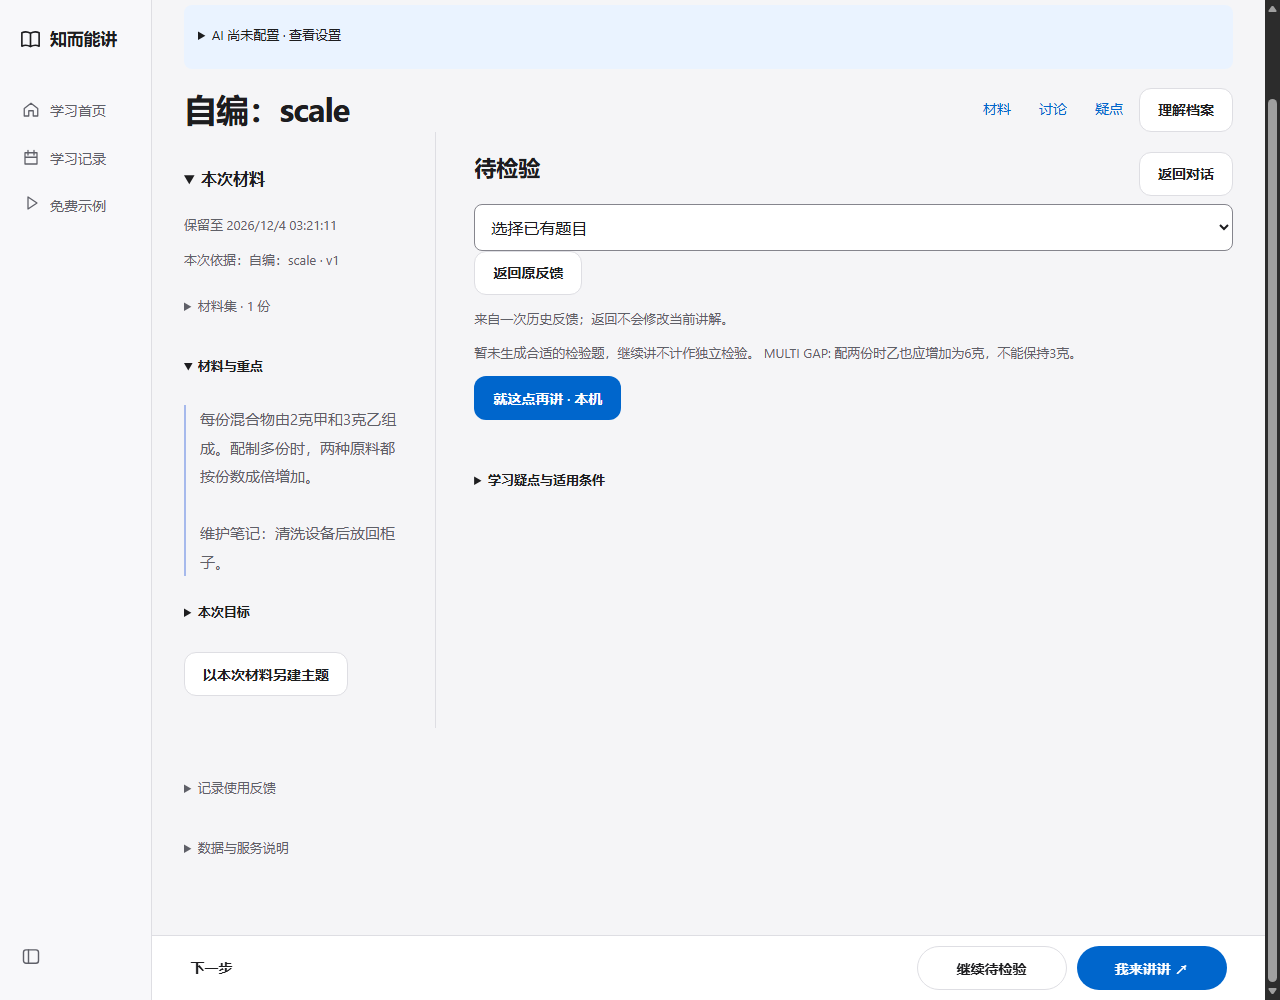 知而能讲
学习首页
学习记录
免费示例
AI 尚未配置 · 查看设置
自编：scale
材料
讨论
疑点
理解档案
本次材料
保留至 2026/12/4 03:21:11
本次依据：自编：scale · v1
材料集 · 1 份
材料与重点
每份混合物由2克甲和3克乙组
成。配制多份时，两种原料都
按份数成倍增加。
维护笔记：清洗设备后放回柜
子。
本次目标
以本次材料另建主题
待检验
返回对话
选择已有题目
返回原反馈
来自一次历史反馈；返回不会修改当前讲解。
暂未生成合适的检验题，继续讲不计作独立检验。 MULTI GAP: 配两份时乙也应增加为6克，不能保持3克。
就这点再讲 · 本机
学习疑点与适用条件
记录使用反馈
数据与服务说明
下一步
继续待检验
我来讲讲 ↗